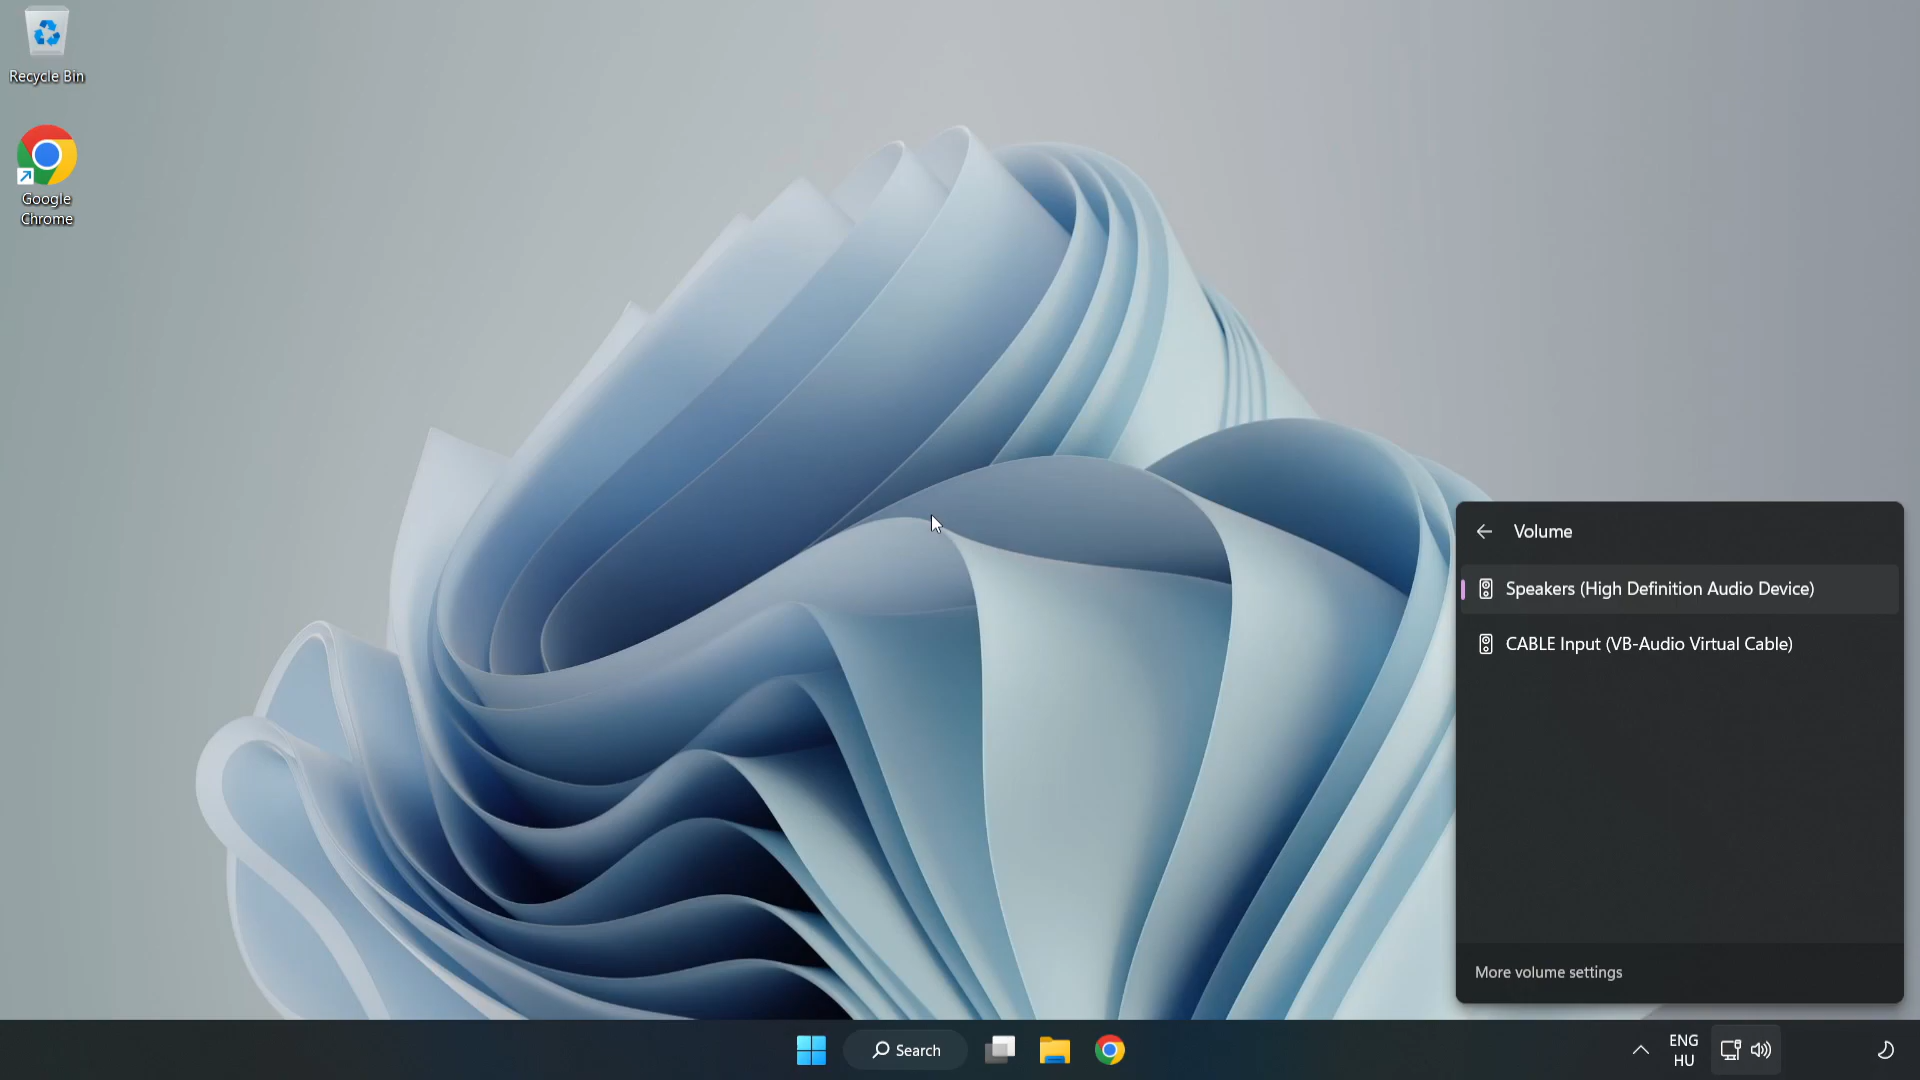 Recycle Bin
Google
Chrome
Volume
Speakers (High Definition Audio Device)
CABLE Input (VB-Audio Virtual Cable)
More volume settings
Search
ENG
HU